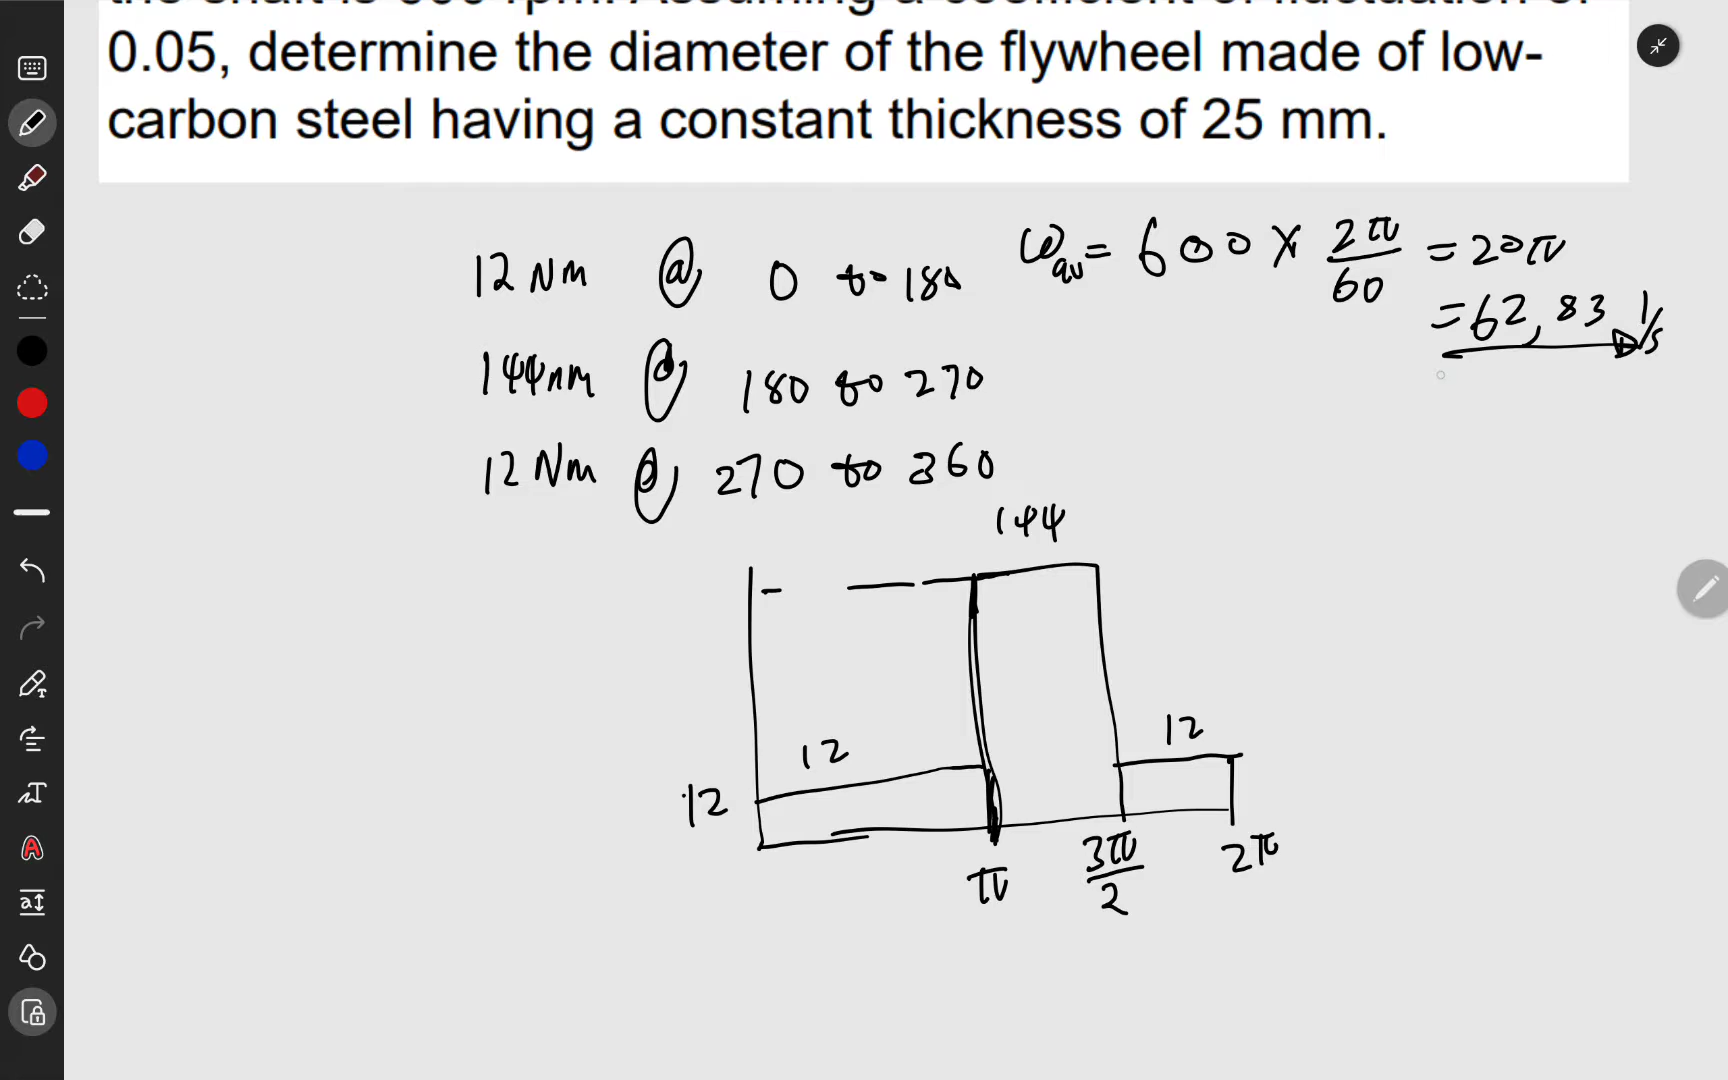 0.05, determine the diameter of the flywheel made of low-
carbon steel having a constant thickness of 25 mm.
12 Nm @ 0 to 180
ω_av = 600 × 2π/60 = 20π
= 62,83 1/s
144 nm @ 180 to 270
12 Nm @ 270 to 360
144
12
12
12
π
3π/2
2π